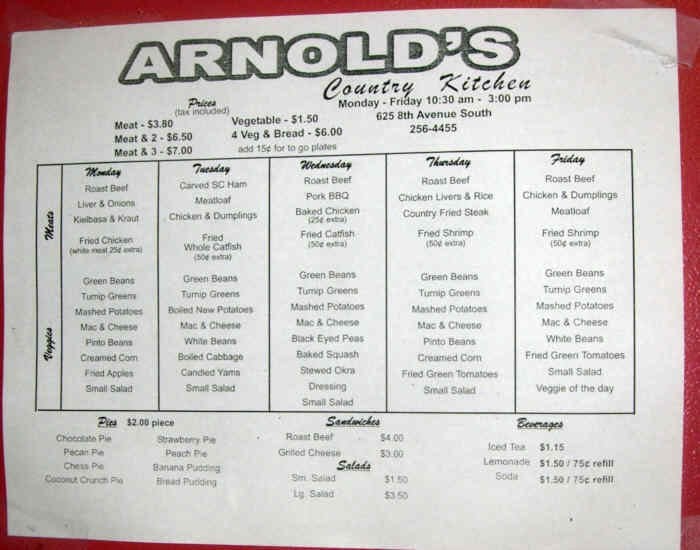 ARNOLD'S
Country Kitchen
Prices
(tax included)
Meat - $3.80
Meat & 2 - $6.50
Meat & 3 - $7.00
Vegetable - $1.50
4 Veg & Bread - $6.00
add 15¢ for to go plates
Monday - Friday 10:30 am - 3:00 pm
625 8th Avenue South
256-4455
Meats
Veggies
Monday
Roast Beef
Liver & Onions
Kielbasa & Kraut
Fried Chicken
(white meat 25¢ extra)
Green Beans
Turnip Greens
Mashed Potatoes
Mac & Cheese
Pinto Beans
Creamed Corn
Fried Apples
Small Salad
Tuesday
Carved SC Ham
Meatloaf
Chicken & Dumplings
Fried
Whole Catfish
(50¢ extra)
Green Beans
Turnip Greens
Boiled New Potatoes
Mac & Cheese
White Beans
Boiled Cabbage
Candied Yams
Small Salad
Wednesday
Roast Beef
Pork BBQ
Baked Chicken
(25¢ extra)
Fried Catfish
(50¢ extra)
Green Beans
Turnip Greens
Mashed Potatoes
Mac & Cheese
Black Eyed Peas
Baked Squash
Stewed Okra
Dressing
Small Salad
Thursday
Roast Beef
Chicken Livers & Rice
Country Fried Steak
Fried Shrimp
(50¢ extra)
Green Beans
Turnip Greens
Mashed Potatoes
Mac & Cheese
Pinto Beans
Creamed Corn
Fried Green Tomatoes
Small Salad
Friday
Roast Beef
Chicken & Dumplings
Meatloaf
Fried Shrimp
(50¢ extra)
Green Beans
Turnip Greens
Mashed Potatoes
Mac & Cheese
White Beans
Fried Green Tomatoes
Small Salad
Veggie of the day
Pies $2.00 piece
Chocolate Pie
Pecan Pie
Chess Pie
Coconut Crunch Pie
Strawberry Pie
Peach Pie
Banana Pudding
Bread Pudding
Sandwiches
Roast Beef $4.00
Grilled Cheese $3.00
Salads
Sm. Salad $1.50
Lg. Salad $3.50
Beverages
Iced Tea $1.15
Lemonade $1.50 / 75¢ refill
Soda $1.50 / 75¢ refill